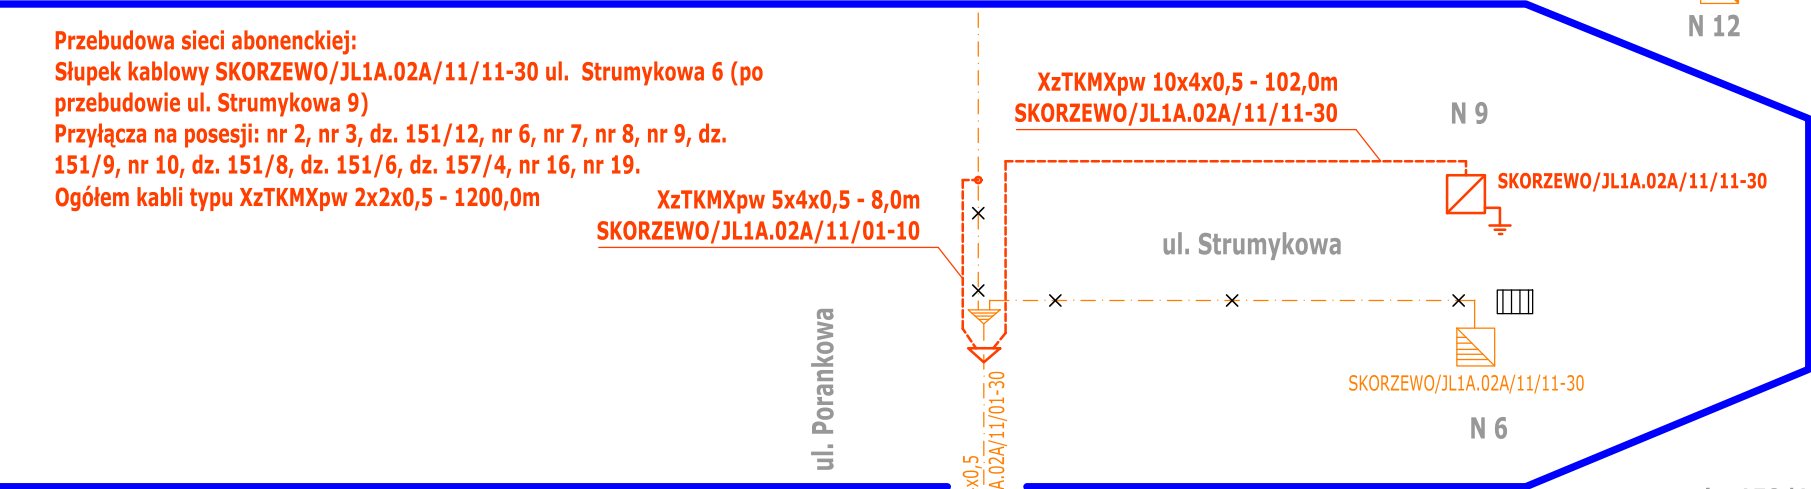 Przebudowa sieci abonenckiej:
Słupek kablowy SKORZEWO/JL1A.02A/11/11-30 ul. Strumykowa 6 (po
przebudowie ul. Strumykowa 9)
Przyłącza na posesji: nr 2, nr 3, dz. 151/12, nr 6, nr 7, nr 8, nr 9, dz.
151/9, nr 10, dz. 151/8, dz. 151/6, dz. 157/4, nr 16, nr 19.
Ogółem kabli typu XzTKMXpw 2x2x0,5 - 1200,0m
XzTKMXpw 5x4x0,5 - 8,0m
SKORZEWO/JL1A.02A/11/01-10
XzTKMXpw 10x4x0,5 - 102,0m
SKORZEWO/JL1A.02A/11/11-30
N 12
N 9
SKORZEWO/JL1A.02A/11/11-30
ul. Strumykowa
ul. Porankowa
x0,5
A.02A/11/01-30
SKORZEWO/JL1A.02A/11/11-30
N 6